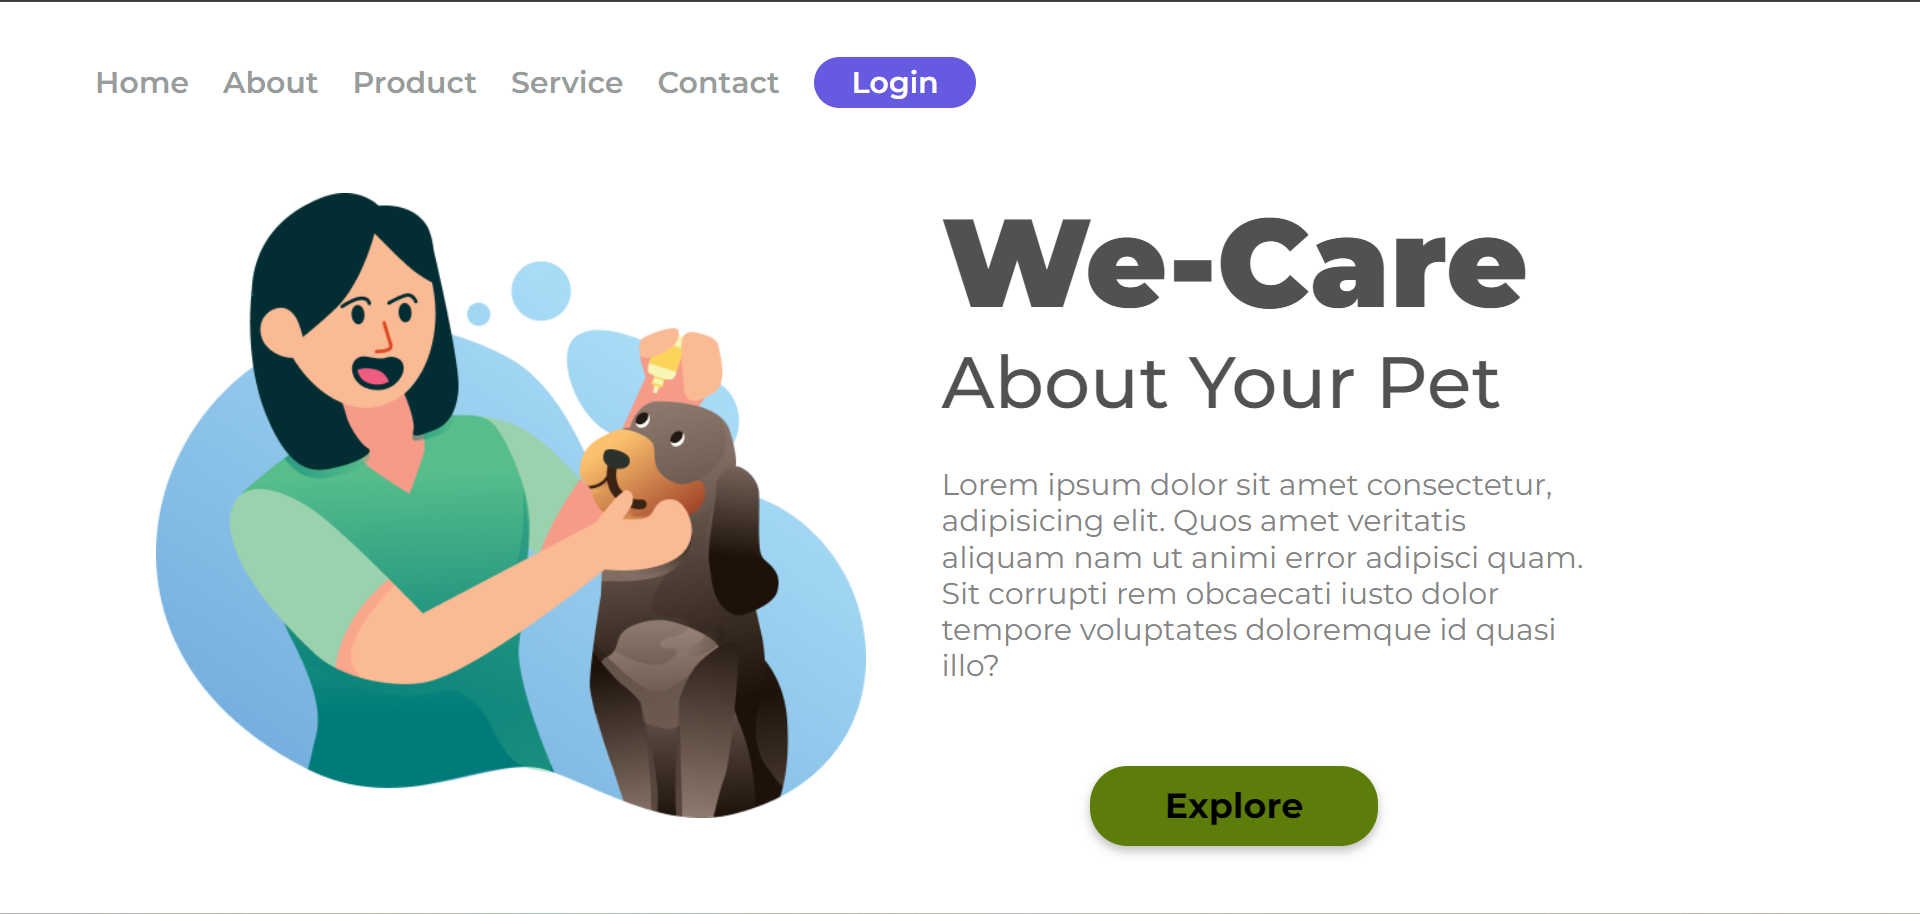 Home About Product Service Contact Login
We-Care
About Your Pet
Lorem ipsum dolor sit amet consectetur,
adipisicing elit. Quos amet veritatis
aliquam nam ut animi error adipisci quam.
Sit corrupti rem obcaecati iusto dolor
tempore voluptates doloremque id quasi
illo?
Explore